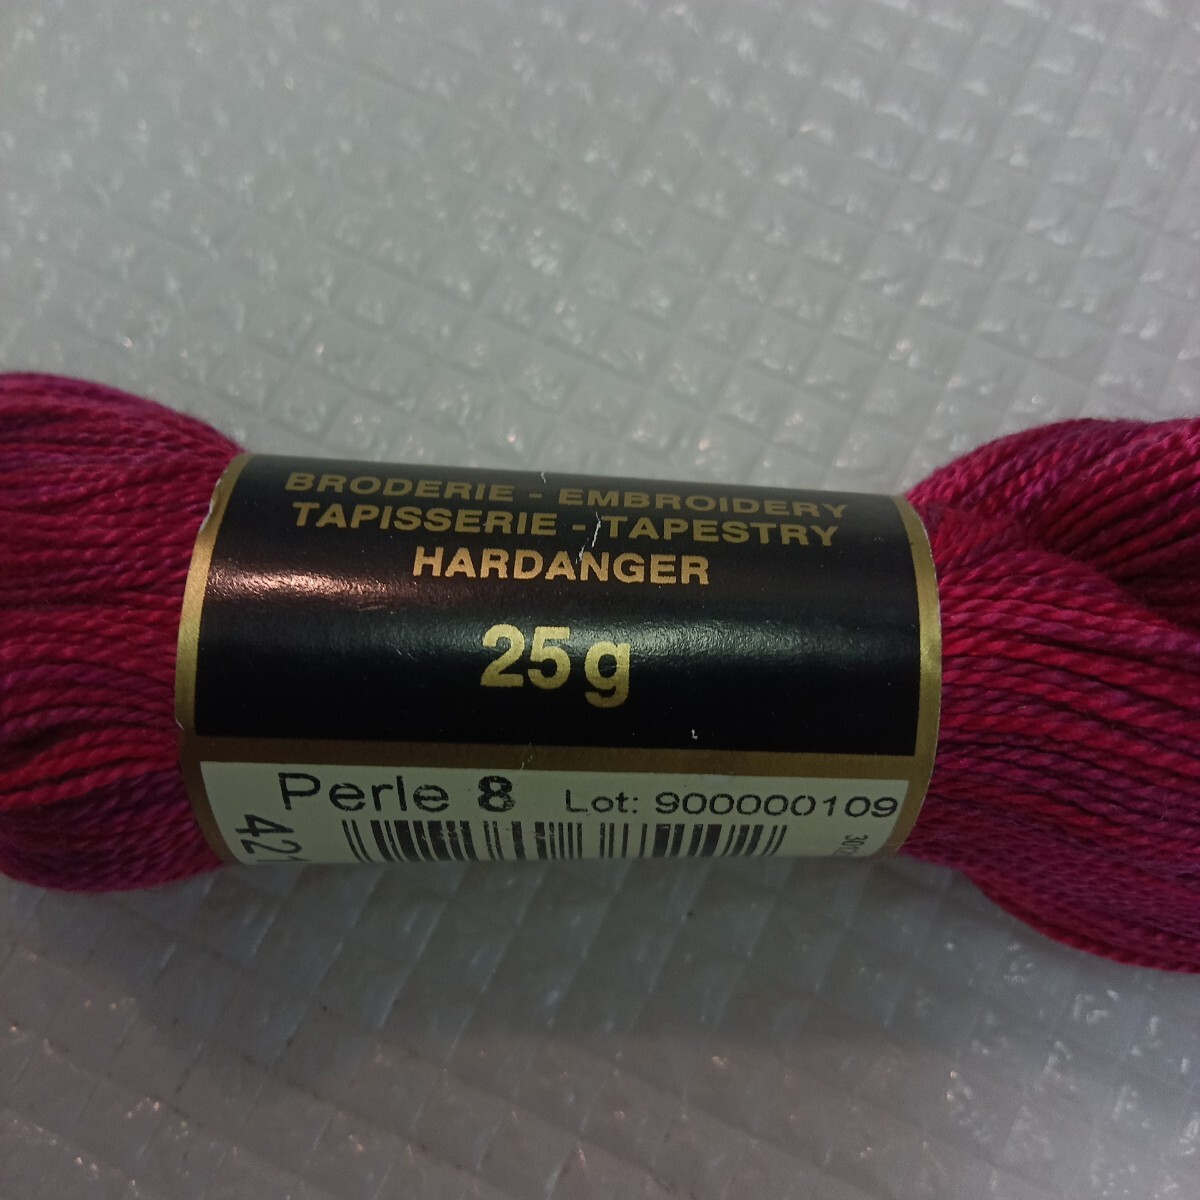 BRODERIE - EMBROIDERY
TAPISSERIE - TAPESTRY
HARDANGER
25g
Perle 8 Lot: 900000109